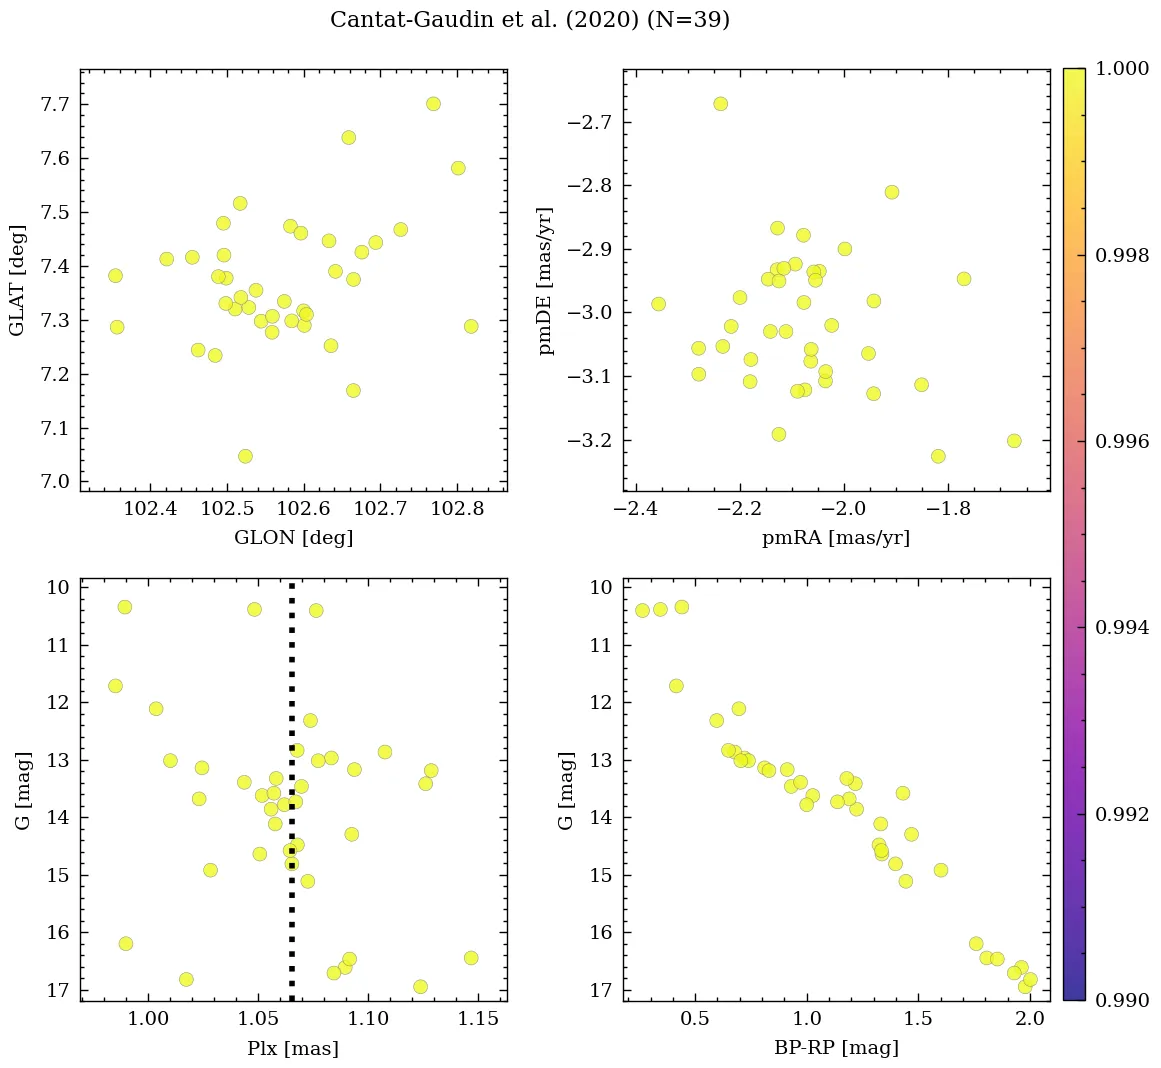 Cantat-Gaudin et al. (2020) (N=39)
7.7
7.6
7.5
7.4
7.3
7.2
7.1
7.0
GLAT [deg]
102.4 102.5 102.6 102.7 102.8
GLON [deg]
−2.7
−2.8
−2.9
−3.0
−3.1
−3.2
pmDE [mas/yr]
−2.4 −2.2 −2.0 −1.8
pmRA [mas/yr]
10
11
12
13
14
15
16
17
G [mag]
1.00 1.05 1.10 1.15
Plx [mas]
10
11
12
13
14
15
16
17
G [mag]
0.5 1.0 1.5 2.0
BP-RP [mag]
1.000
0.998
0.996
0.994
0.992
0.990